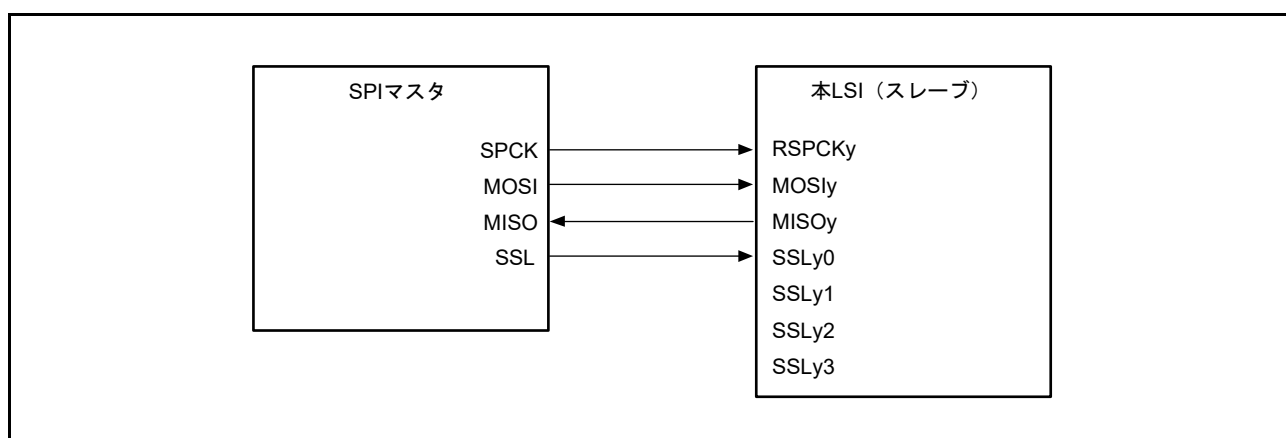 SPIマスタ
SPCK
MOSI
MISO
SSL
本LSI（スレーブ）
RSPCKy
MOSIy
MISOy
SSLy0
SSLy1
SSLy2
SSLy3